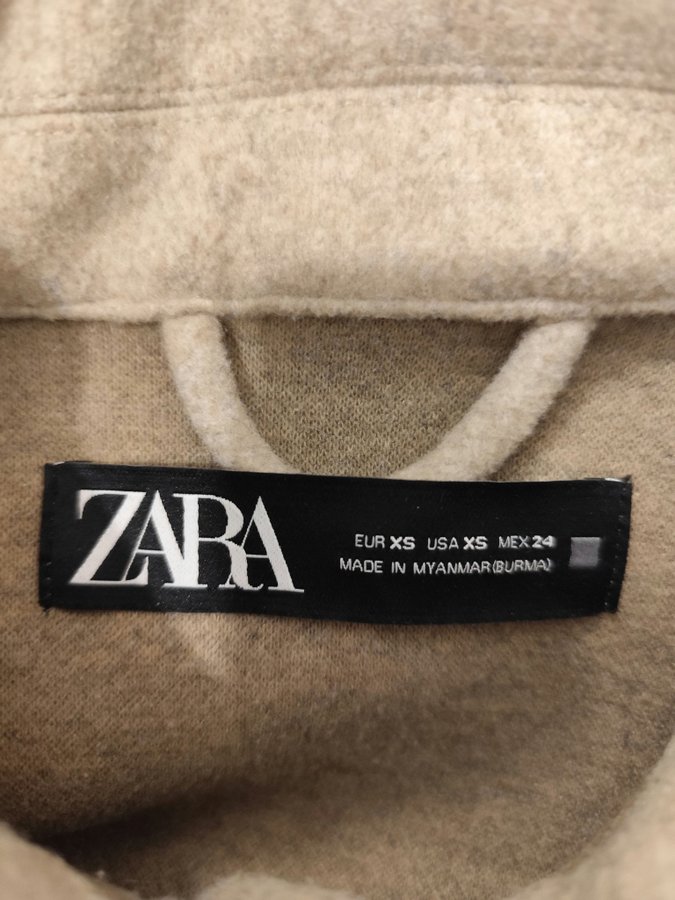 ZARA
EUR XS USA XS MEX 24
MADE IN MYANMAR(BURMA)